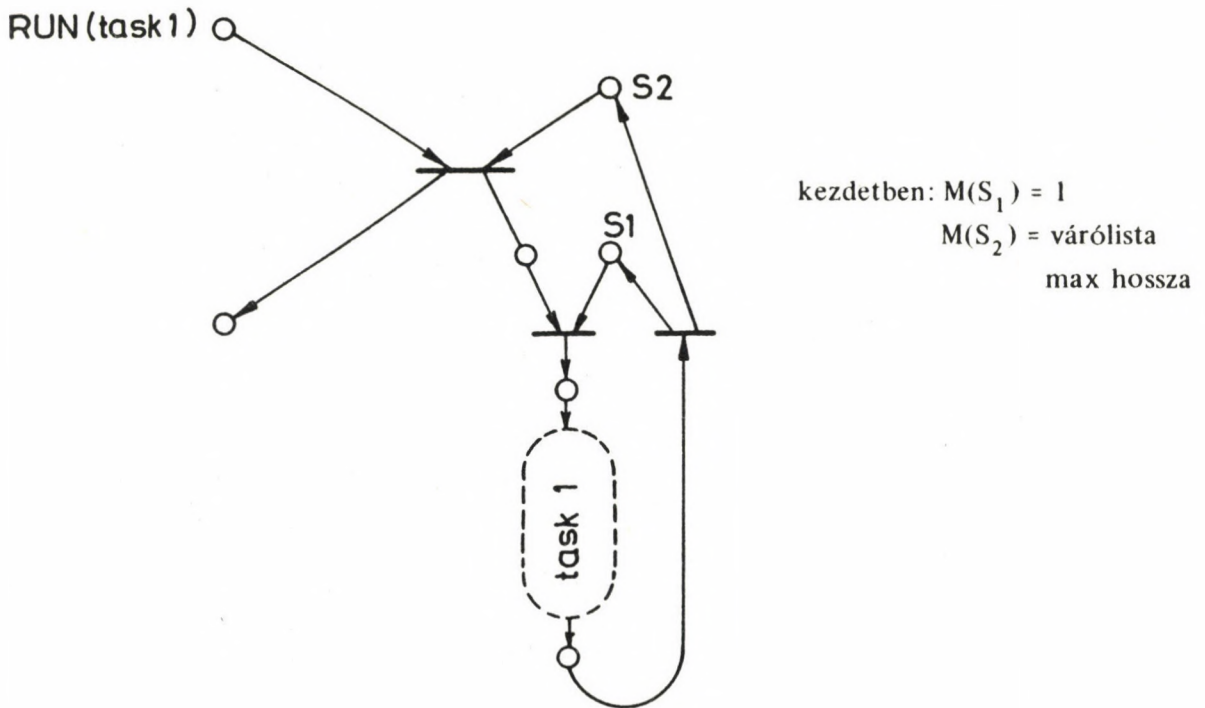 RUN(task1)
S2
S1
kezdetben: M(S₁) = 1
M(S₂) = várólista
max hossza
task 1